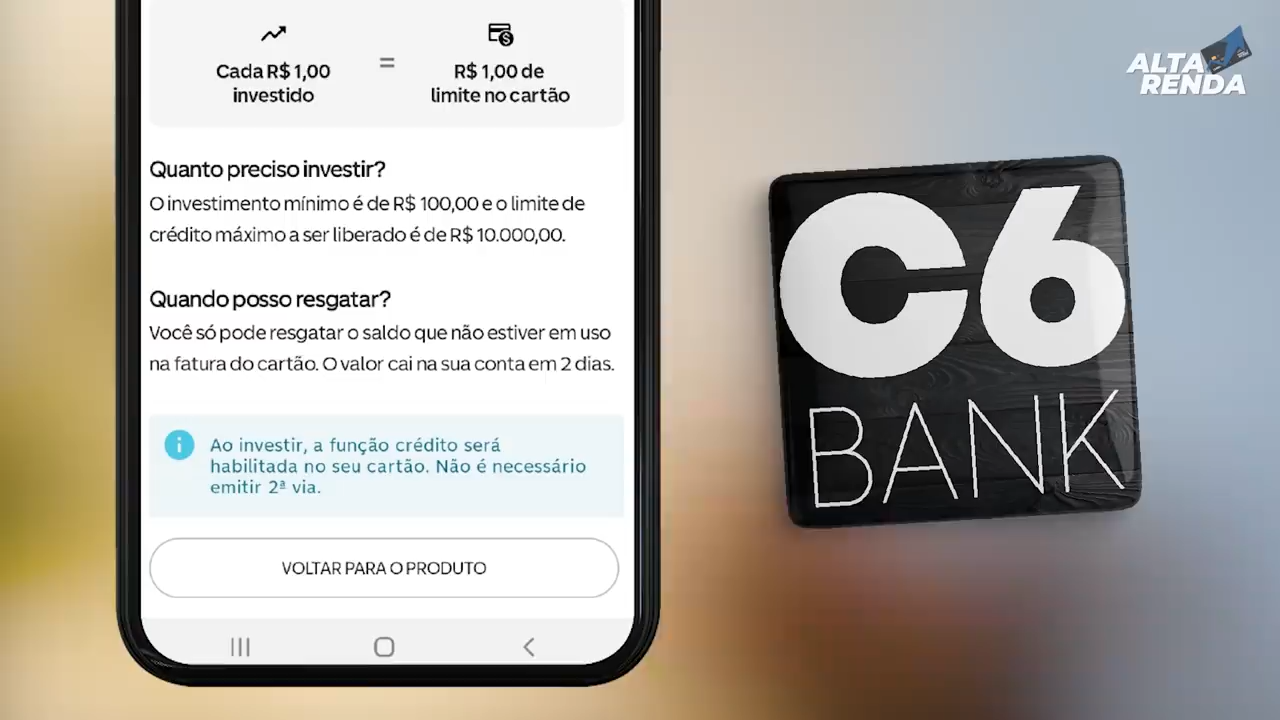 Cada R$ 1,00
investido
=
R$ 1,00 de
limite no cartão
Quanto preciso investir?
O investimento mínimo é de R$ 100,00 e o limite de
crédito máximo a ser liberado é de R$ 10.000,00.
Quando posso resgatar?
Você só pode resgatar o saldo que não estiver em uso
na fatura do cartão. O valor cai na sua conta em 2 dias.
Ao investir, a função crédito será
habilitada no seu cartão. Não é necessário
emitir 2ª via.
VOLTAR PARA O PRODUTO
ALTA
RENDA
C6
BANK